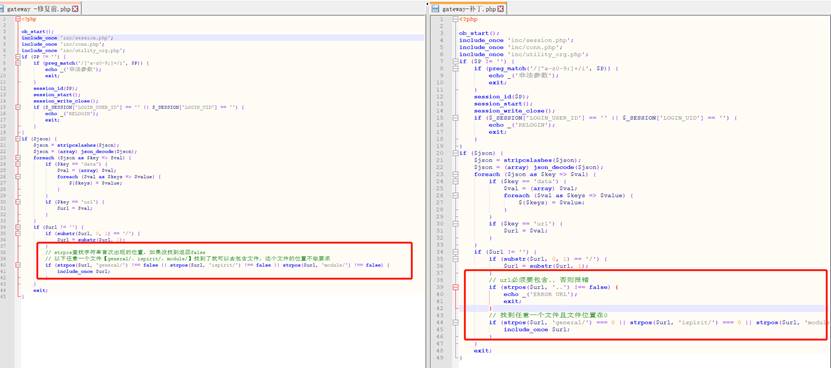 gateway -修复前.php
<?php
ob_start();
include_once 'inc/session.php';
include_once 'inc/conn.php';
include_once 'inc/utility_org.php';
if ($P != '') {
if (preg_match('/[^a-z0-9;]+/i', $P)) {
echo _('非法参数');
exit;
}
session_id($P);
session_start();
session_write_close();
if ($_SESSION['LOGIN_USER_ID'] == '' || $_SESSION['LOGIN_UID'] == '') {
echo _('RELOGIN');
exit;
}
}
if ($json) {
$json = stripcslashes($json);
$json = (array) json_decode($json);
foreach ($json as $key => $val) {
if ($key == 'data') {
$val = (array) $val;
foreach ($val as $keys => $value) {
${$keys} = $value;
}
}
if ($key == 'url') {
$url = $val;
}
}
if ($url != '') {
if (substr($url, 0, 1) == '/') {
$url = substr($url, 1);
}
// strpos查找字符串首次出现的位置，如果没找到返回false
// 以下任意一个文件【general/、ispirit/、module/】找到了就可以去包含文件，这个文件的位置不做要求
if (strpos($url, 'general/') !== false || strpos($url, 'ispirit/') !== false || strpos($url, 'module/') !== false) {
include_once $url;
}
}
exit;
}
gateway-补丁.php
<?php
ob_start();
include_once 'inc/session.php';
include_once 'inc/conn.php';
include_once 'inc/utility_org.php';
if ($P != '') {
if (preg_match('/[^a-z0-9;]+/i', $P)) {
echo _('非法参数');
exit;
}
session_id($P);
session_start();
session_write_close();
if ($_SESSION['LOGIN_USER_ID'] == '' || $_SESSION['LOGIN_UID'] == '') {
echo _('RELOGIN');
exit;
}
}
if ($json) {
$json = stripcslashes($json);
$json = (array) json_decode($json);
foreach ($json as $key => $val) {
if ($key == 'data') {
$val = (array) $val;
foreach ($val as $keys => $value) {
${$keys} = $value;
}
}
if ($key == 'url') {
$url = $val;
}
}
if ($url != '') {
if (substr($url, 0, 1) == '/') {
$url = substr($url, 1);
}
// url必须要包含..否则报错
if (strpos($url, '..') !== false) {
echo _('ERROR URL');
exit;
}
// 找到任意一个文件且文件位置在0
if (strpos($url, 'general/') === 0 || strpos($url, 'ispirit/') === 0 || strpos($url, 'module
include_once $url;
}
}
exit;
}